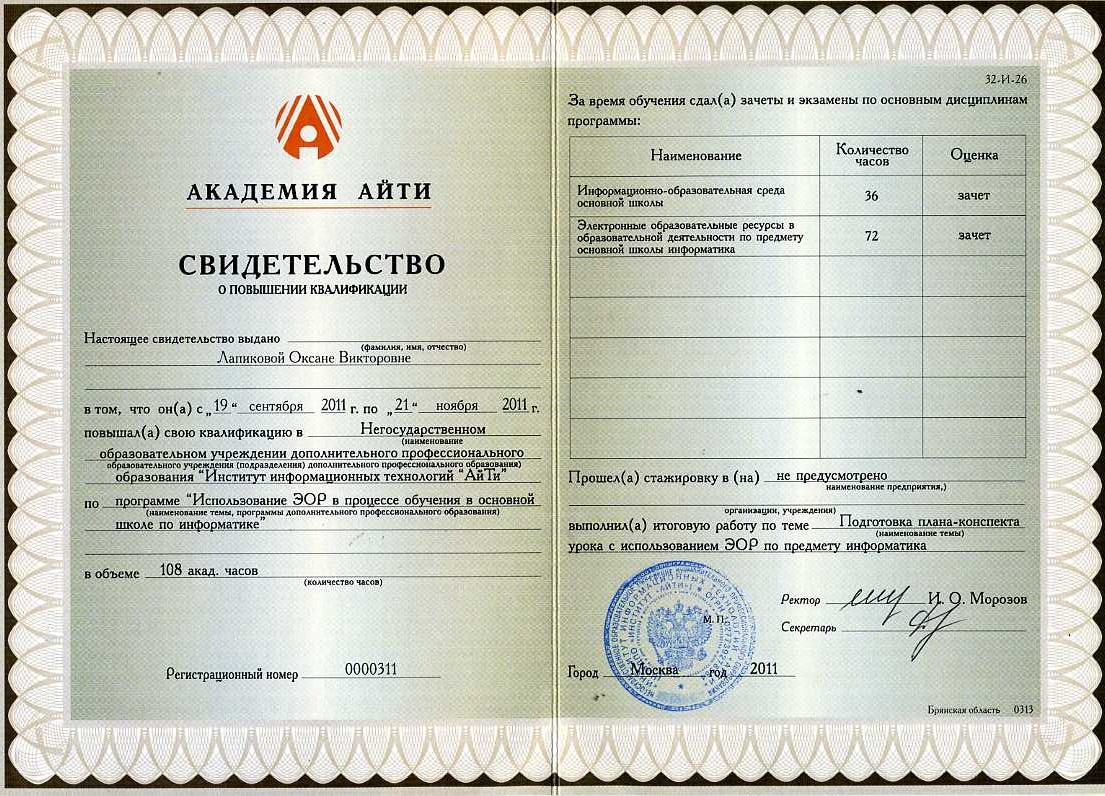 АКАДЕМИЯ АЙТИ
СВИДЕТЕЛЬСТВО
О ПОВЫШЕНИИ КВАЛИФИКАЦИИ
Настоящее свидетельство выдано
(фамилия, имя, отчество)
Лапиковой Оксане Викторовне
в том, что он(а) с „19“ сентября 2011 г. по „21“ ноября 2011 г.
повышал(а) свою квалификацию в Негосударственном
(наименование
образовательном учреждении дополнительного профессионального
образовательного учреждения (подразделения) дополнительного профессионального образования)
образования "Институт информационных технологий "АйТи"
по программе "Использование ЭОР в процессе обучения в основной
(наименование темы, программы дополнительного профессионального образования)
школе по информатике"
в объеме 108 акад. часов
(количество часов)
Регистрационный номер 0000311
32-И-26
За время обучения сдал(а) зачеты и экзамены по основным дисциплинам
программы:
Наименование Количество часов Оценка
Информационно-образовательная среда
основной школы 36 зачет
Электронные образовательные ресурсы в
образовательной деятельности по предмету 72 зачет
основной школы информатика
Прошел(а) стажировку в (на) не предусмотрено
наименование предприятия,)
организации, учреждения)
выполнил(а) итоговую работу по теме Подготовка плана-конспекта
(наименование темы)
урока с использованием ЭОР по предмету информатика
Ректор И. О. Морозов
М.П.
Секретарь
Город Москва год 2011
Брянская область 0313